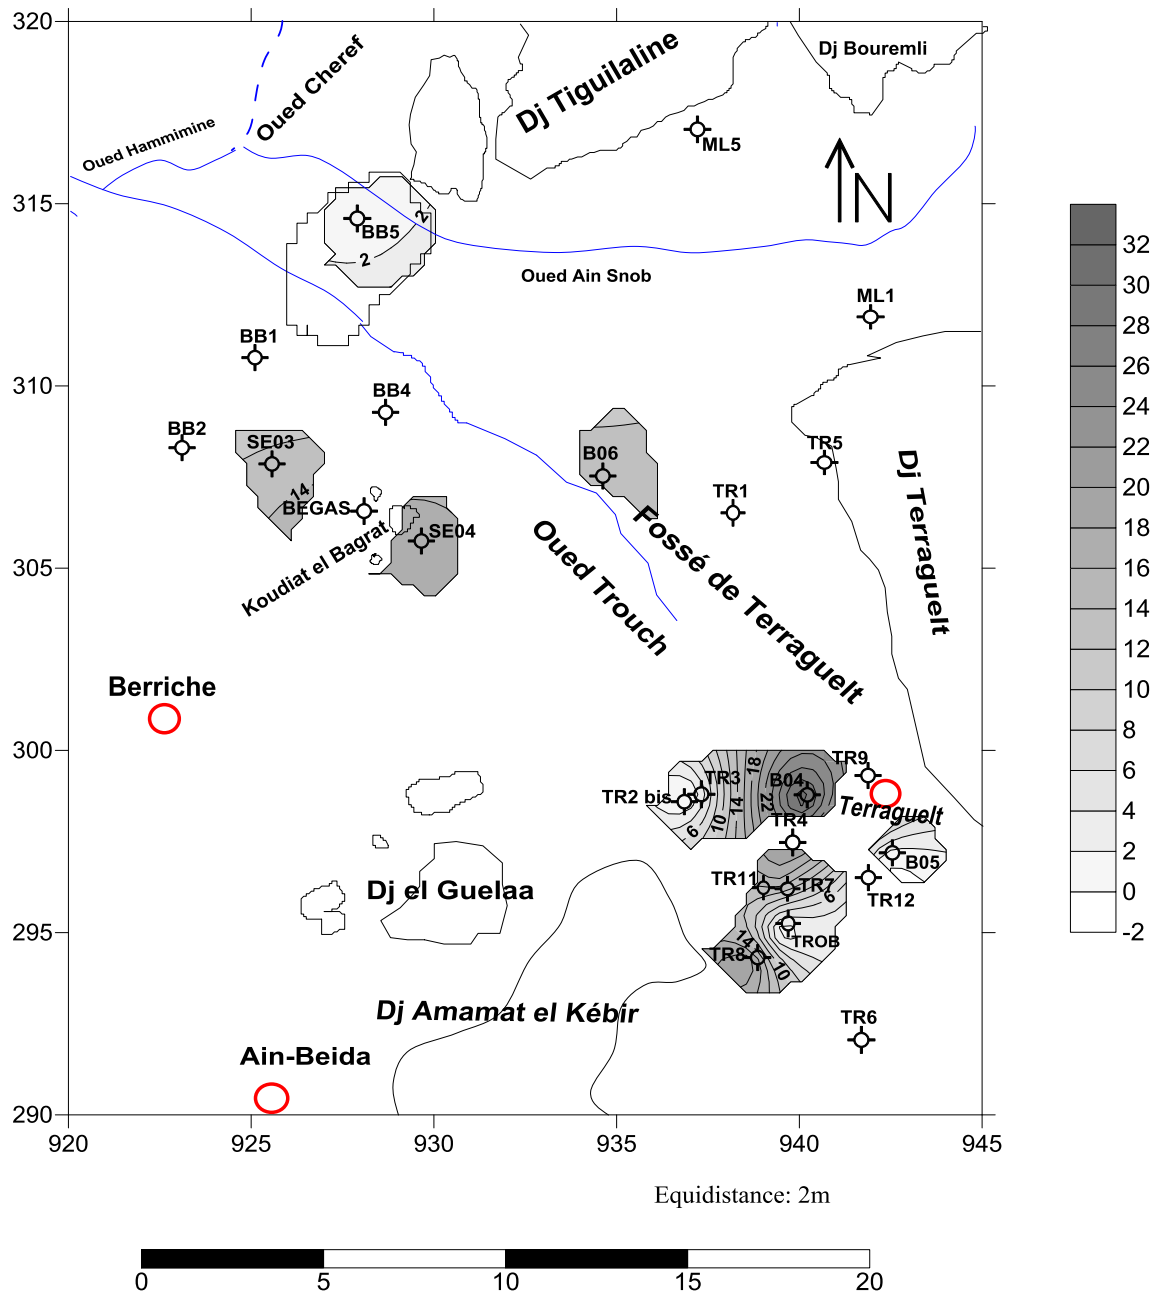 320
Dj Bouremli
Dj Tiguilaline
Oued Cheref
Oued Hammimine
ML5
N
315
BB5
2
2
Oued Ain Snob
ML1
BB1
310
BB4
BB2
SE03
B06
TR5
14
BEGAS
TR1
SE04
Koudiat el Bagrat
Oued Trouch
Fossé de Terraguelt
Dj Terraguelt
305
Berriche
300
TR9
TR3
18
B04
TR2 bis
14
22
10
6
Terraguelt
TR4
B05
TR11
TR7
6
TR12
Dj el Guelaa
295
TROB
14
TR8
10
Dj Amamat el Kébir
TR6
Ain-Beida
290
920
925
930
935
940
945
32
30
28
26
24
22
20
18
16
14
12
10
8
6
4
2
0
-2
Equidistance: 2m
0
5
10
15
20